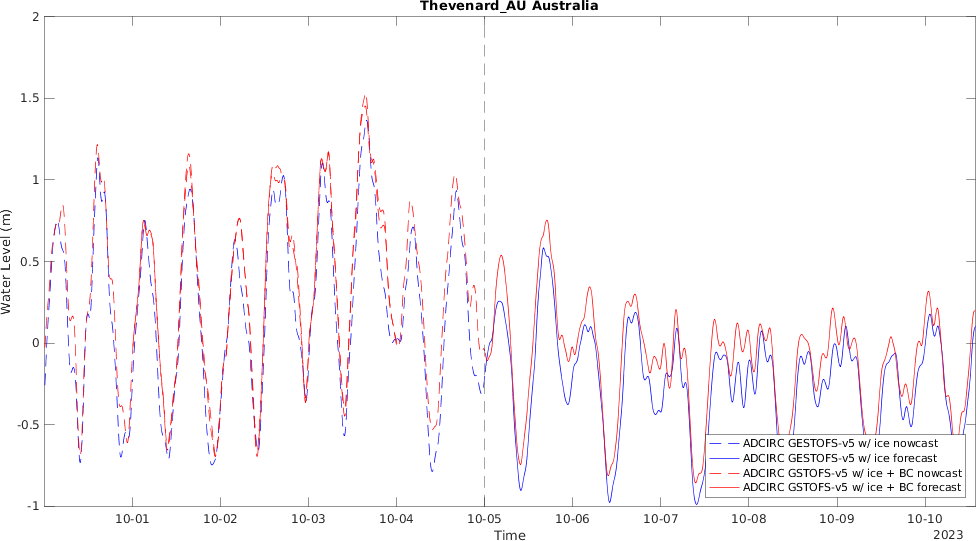 Thevenard_AU Australia
Water Level (m)
2
1.5
1
0.5
0
-0.5
-1
ADCIRC GESTOFS-v5 w/ ice nowcast
ADCIRC GESTOFS-v5 w/ ice forecast
ADCIRC GSTOFS-v5 w/ ice + BC nowcast
ADCIRC GSTOFS-v5 w/ ice + BC forecast
10-01 10-02 10-03 10-04 10-05 10-06 10-07 10-08 10-09 10-10
Time
2023